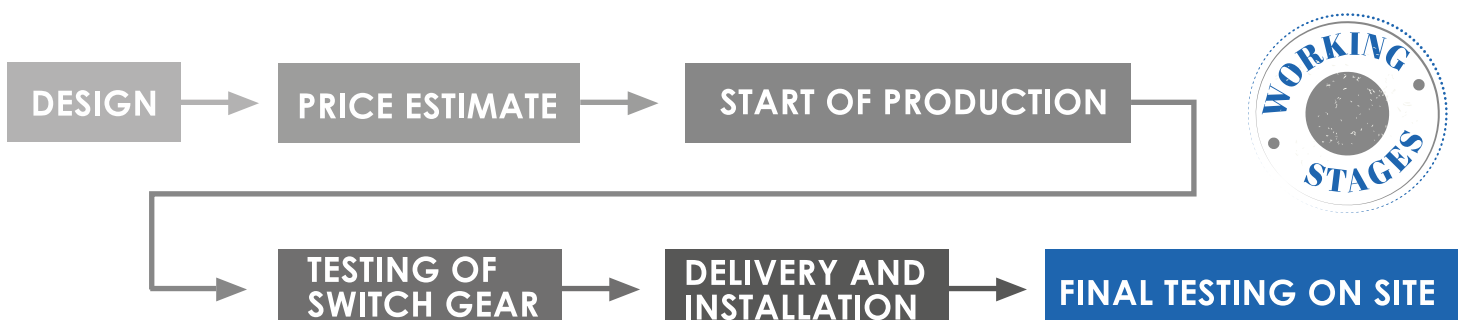 DESIGN
PRICE ESTIMATE
START OF PRODUCTION
WORKING
STAGES
TESTING OF
SWITCH GEAR
DELIVERY AND
INSTALLATION
FINAL TESTING ON SITE